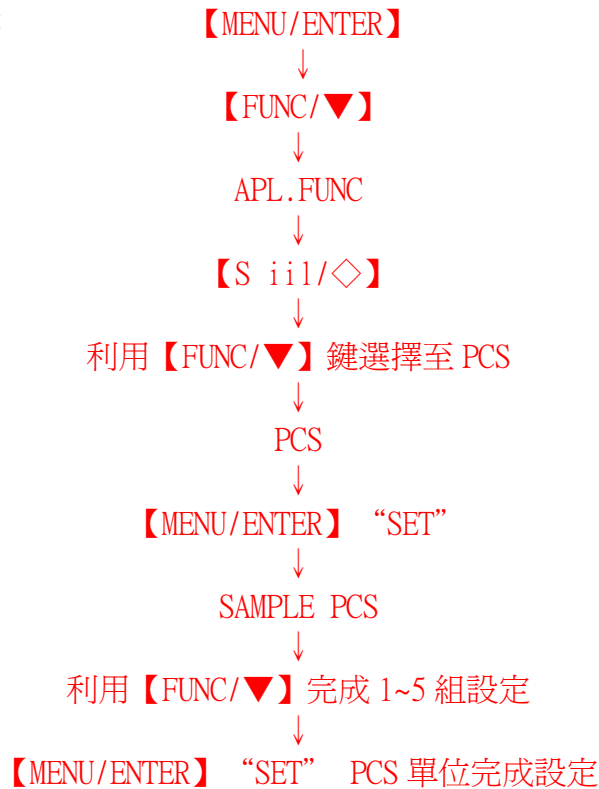 【MENU/ENTER】
↓
【FUNC/▼】
↓
APL.FUNC
↓
【S iil/◇】
↓
利用【FUNC/▼】鍵選擇至 PCS
↓
PCS
↓
【MENU/ENTER】 “SET”
↓
SAMPLE PCS
↓
利用【FUNC/▼】完成 1~5 組設定
↓
【MENU/ENTER】 “SET” PCS 單位完成設定